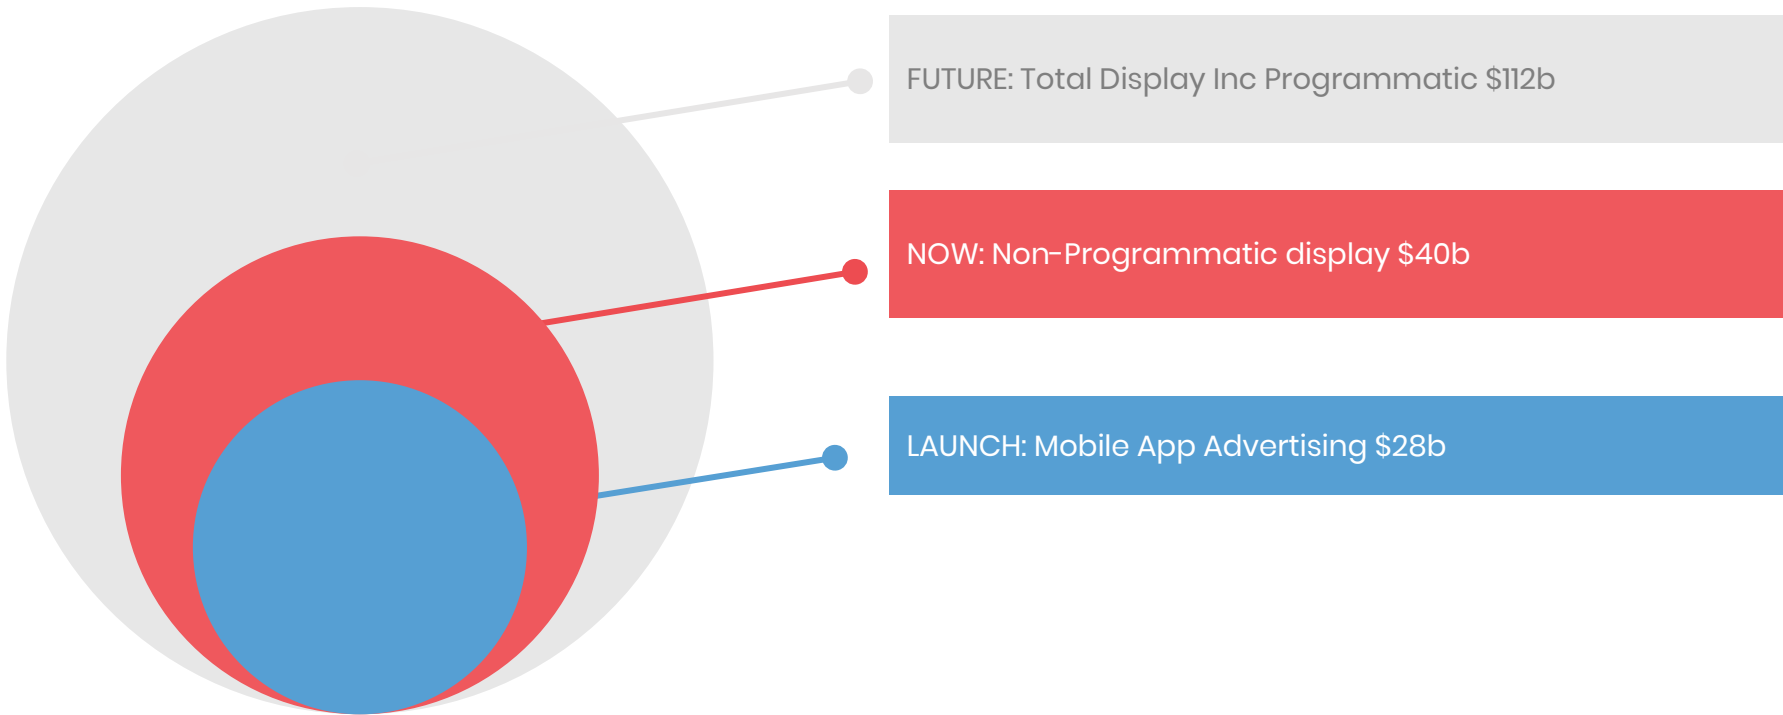 FUTURE: Total Display Inc Programmatic $112b
NOW: Non-Programmatic display $40b
LAUNCH: Mobile App Advertising $28b